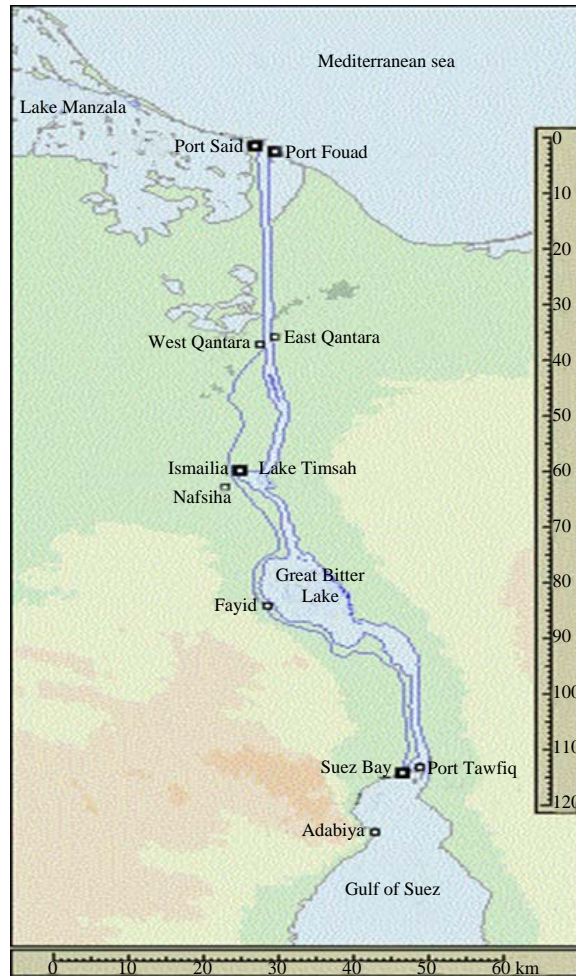 Mediterranean sea
Lake Manzala
Port Said
Port Fouad
0
10
20
30
West Qantara
East Qantara
40
50
Ismailia
Lake Timsah
60
Nafsiha
70
Great Bitter
Lake
80
Fayid
90
100
110
Suez Bay
Port Tawfiq
120
Adabiya
Gulf of Suez
0 10 20 30 40 50 60 km